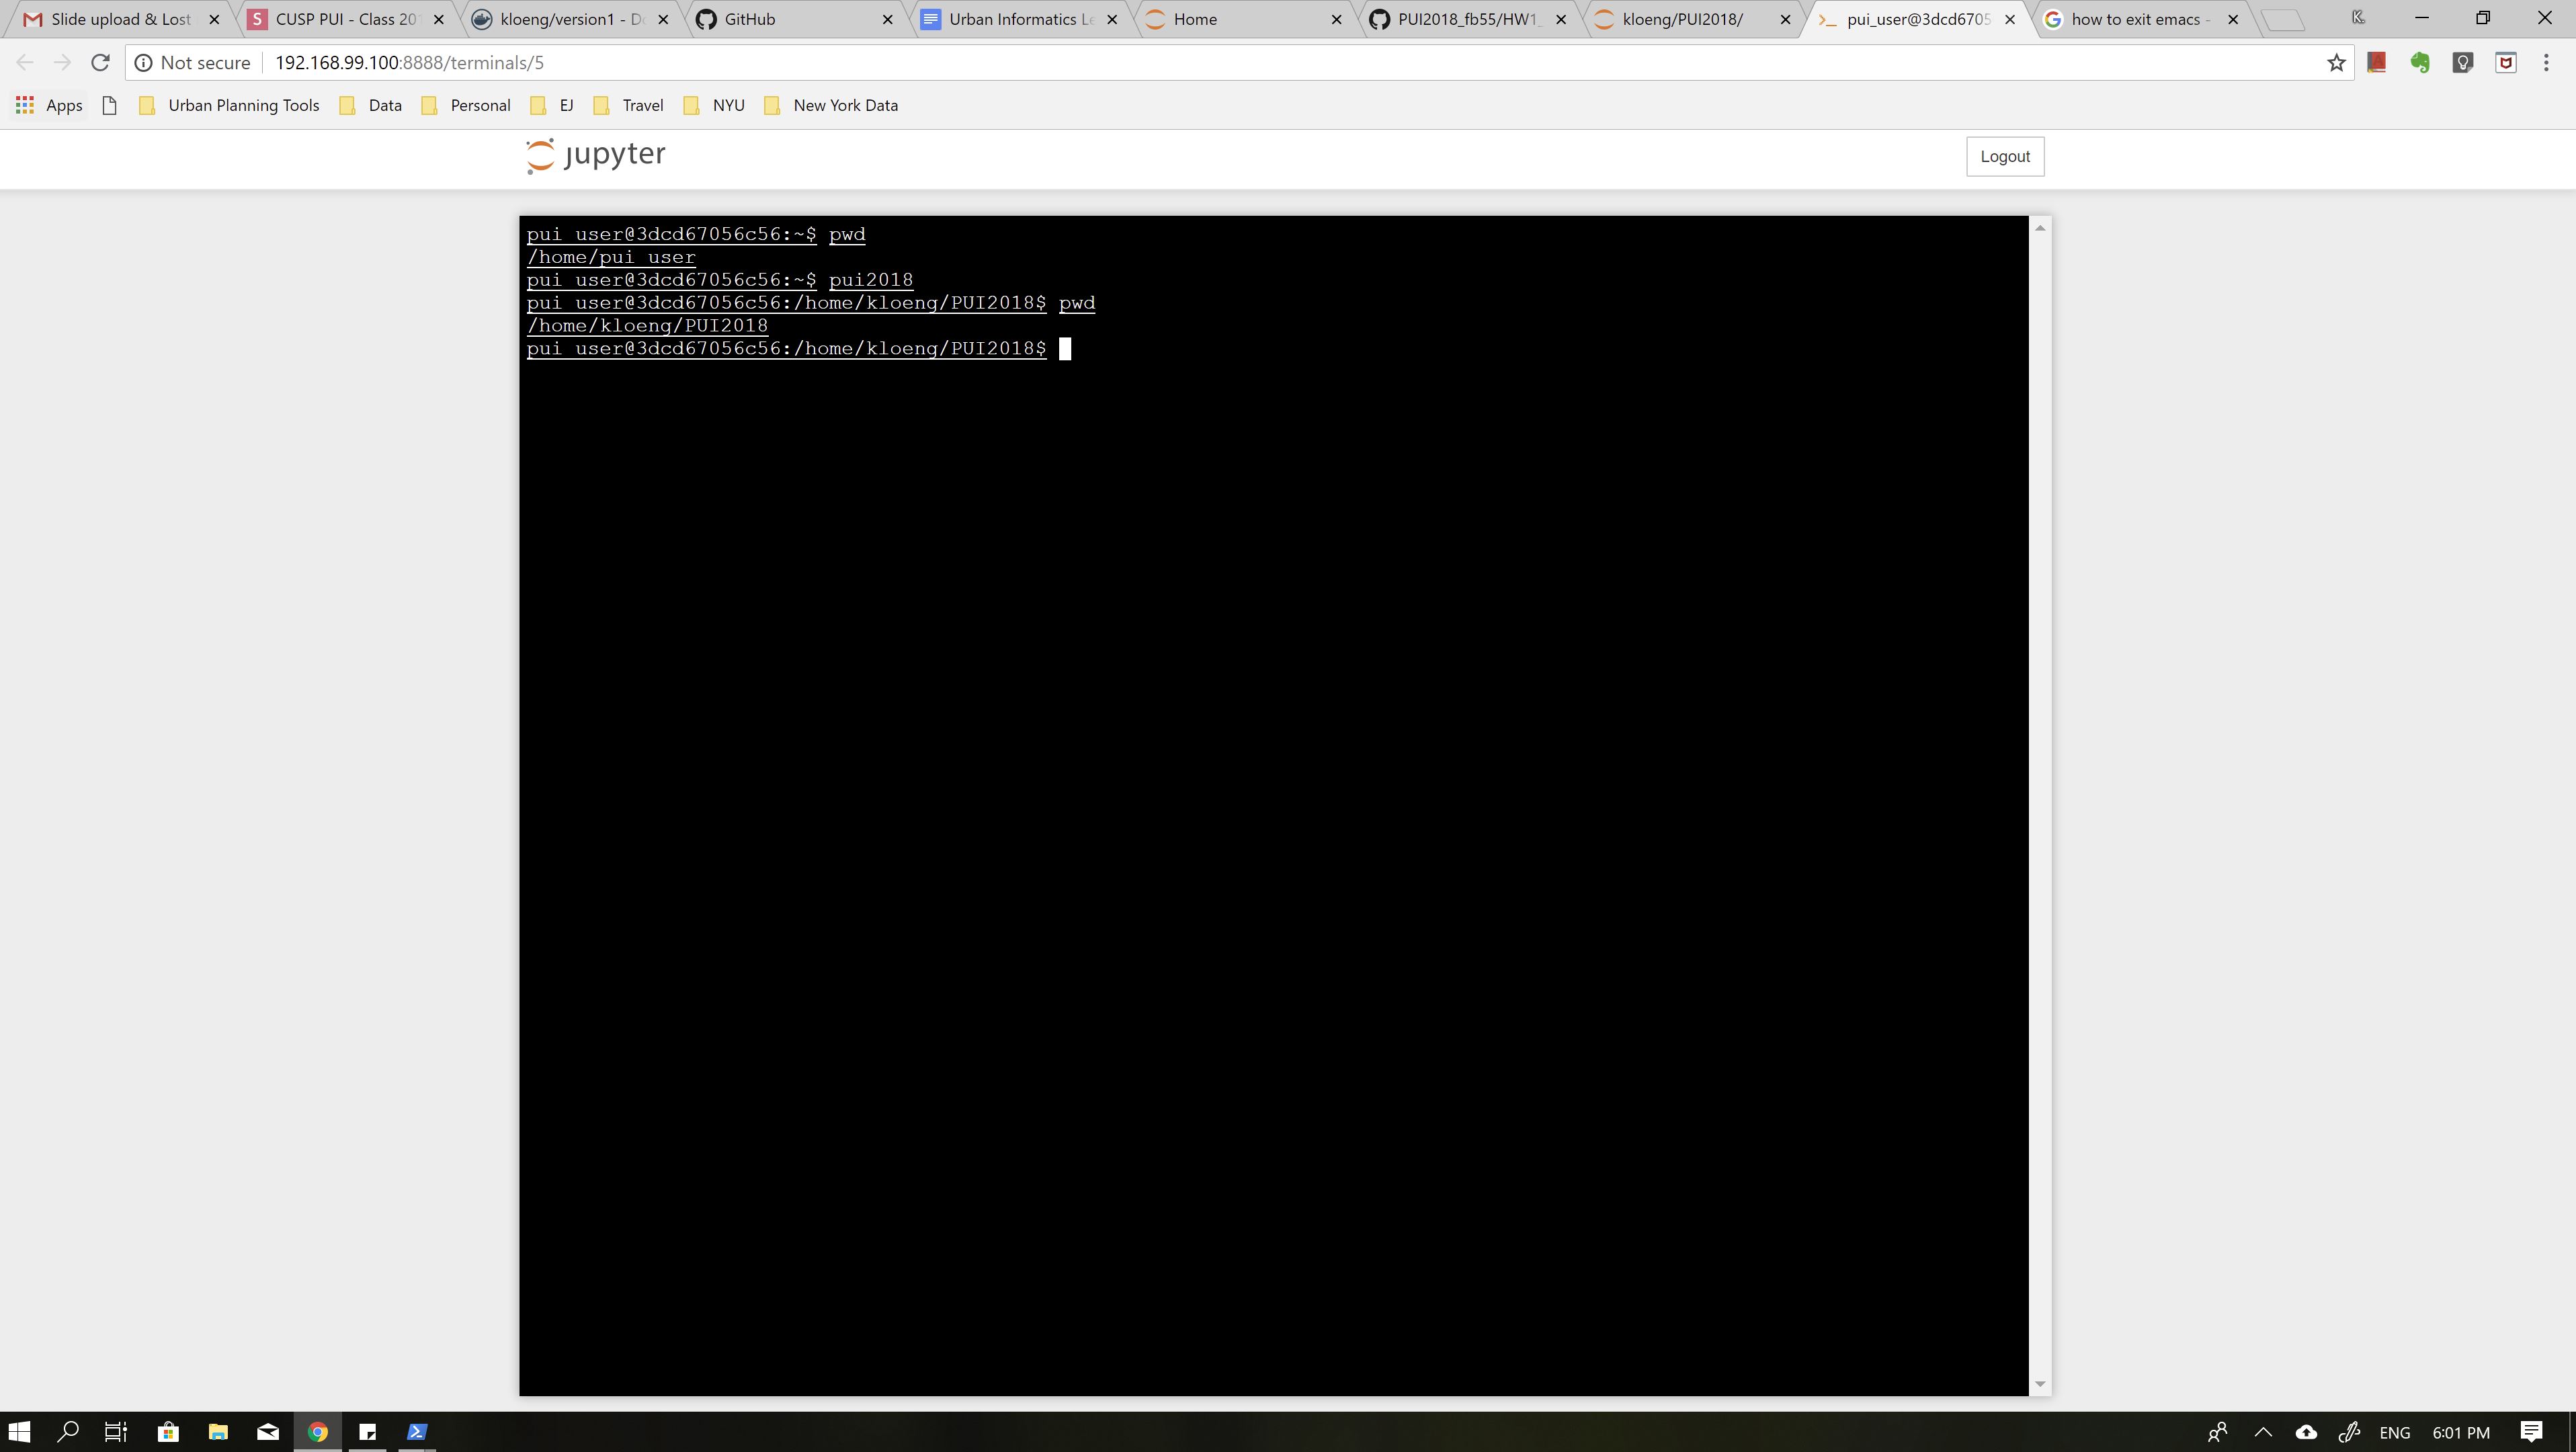 Slide upload & Lost
CUSP PUI - Class 201
kloeng/version1 - Do
GitHub
Urban Informatics Le
Home
PUI2018_fb55/HW1_
kloeng/PUI2018/
pui_user@3dcd6705
how to exit emacs -
Not secure
192.168.99.100:8888/terminals/5
Apps
Urban Planning Tools
Data
Personal
EJ
Travel
NYU
New York Data
jupyter
Logout
pui_user@3dcd67056c56:~$ pwd
/home/pui_user
pui_user@3dcd67056c56:~$ pui2018
pui_user@3dcd67056c56:/home/kloeng/PUI2018$ pwd
/home/kloeng/PUI2018
pui_user@3dcd67056c56:/home/kloeng/PUI2018$
ENG
6:01 PM